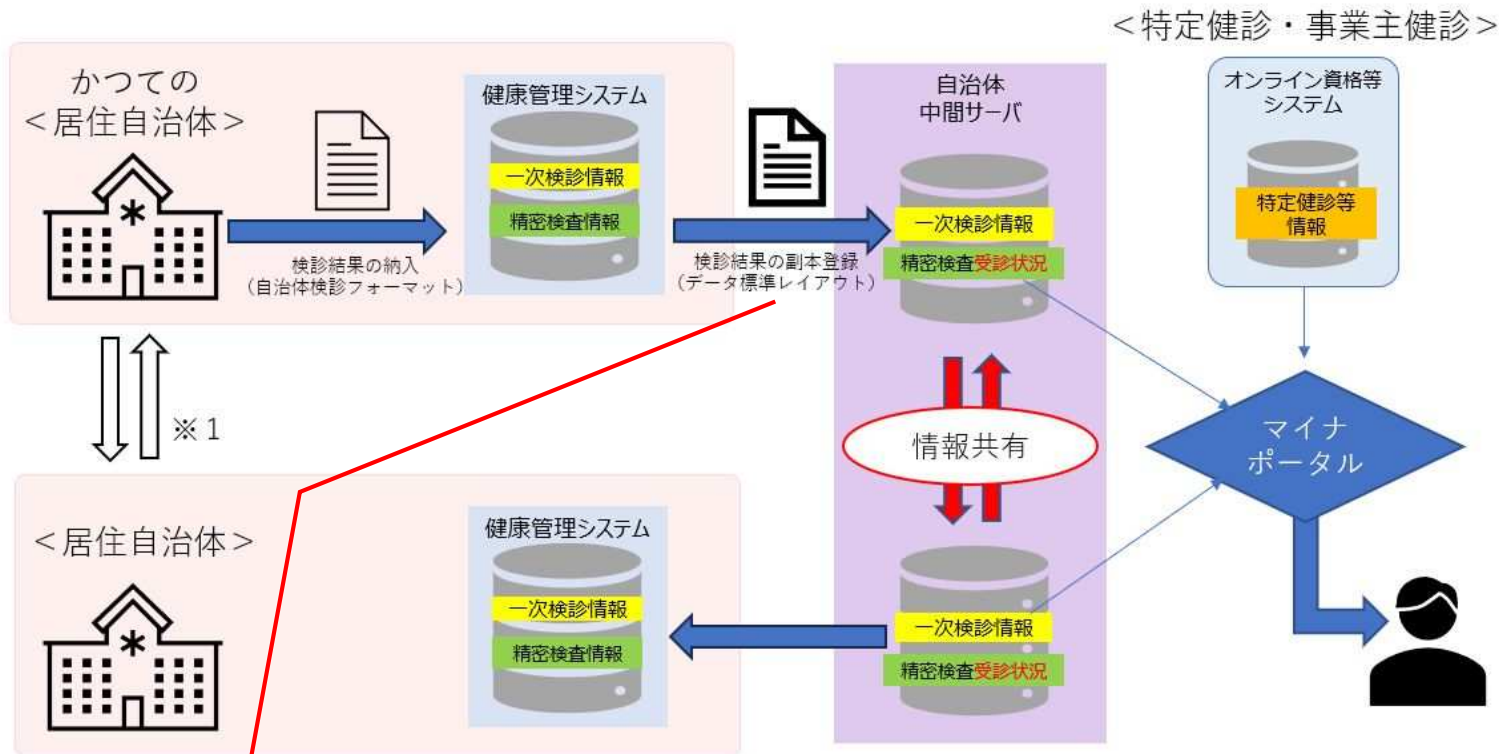 ＜特定健診・事業主健診＞
かつての
＜居住自治体＞
健康管理システム
一次検診情報
精密検査情報
検診結果の納入
（自治体検診フォーマット）
検診結果の副本登録
（データ標準レイアウト）
自治体
中間サーバ
一次検診情報
精密検査受診状況
オンライン資格等
システム
特定健診等
情報
※1
情報共有
マイナ
ポータル
＜居住自治体＞
健康管理システム
一次検診情報
精密検査情報
一次検診情報
精密検査受診状況